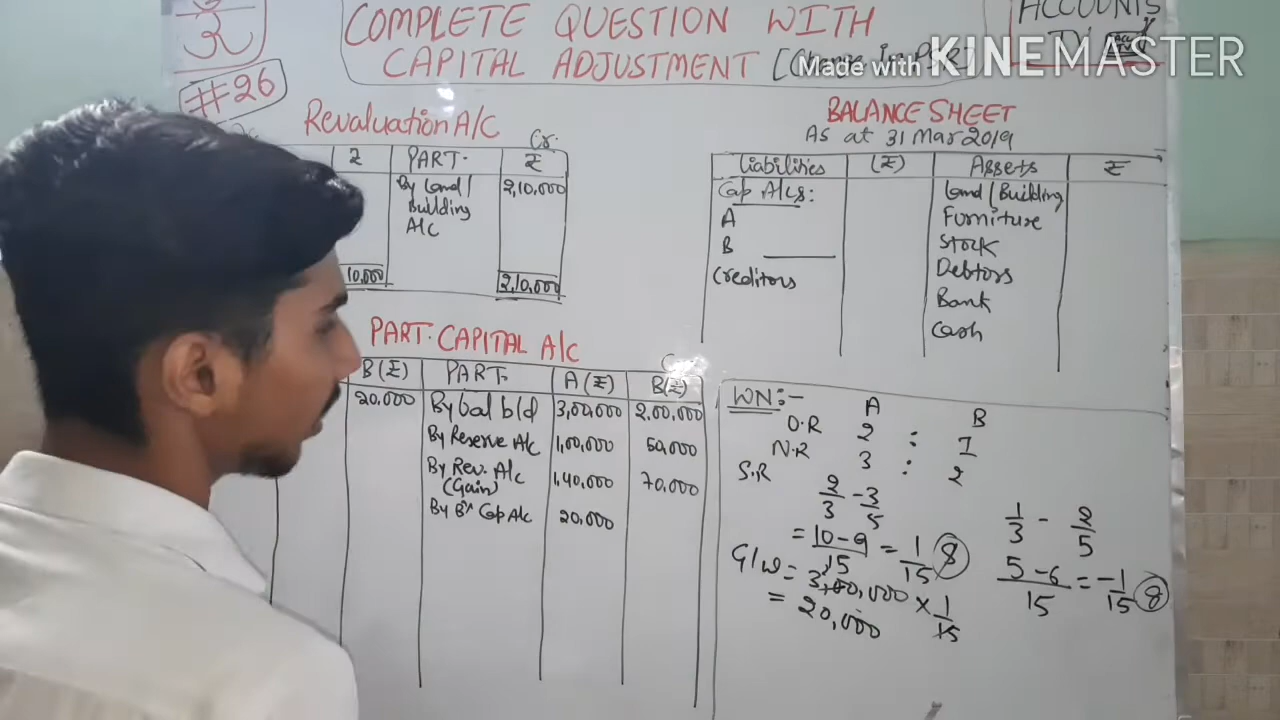 COMPLETE QUESTION WITH
CAPITAL ADJUSTMENT
ACCOUNTS
Made with KINEMASTER
#26
Revaluation A/c
Cr.
₹ PART. ₹
By Land/ 2,10,000
Building
A/c
10,000 2,10,000
PART. CAPITAL A/c
B(₹) PART. A(₹) B(₹)
20,000 By bal b/d 3,00,000 2,00,000
By Reserve A/c 1,00,000 50,000
By Rev. A/c 1,40,000 70,000
(Gain)
By B's Cap A/c 20,000
BALANCE SHEET
As at 31 Mar 2019
Liabilities (₹) Assets ₹
Cap A/cs: Land/Building
A Furniture
B Stock
Creditors Debtors
Bank
Cash
WN:- A B
O.R 2 : 1
N.R 3 : 2
S.R
2/3 - 3/5 1/3 - 2/5
= 10-9/15 = 1/15 5-6/15 = -1/15
G/W = 3,00,000 × 1/15
= 20,000